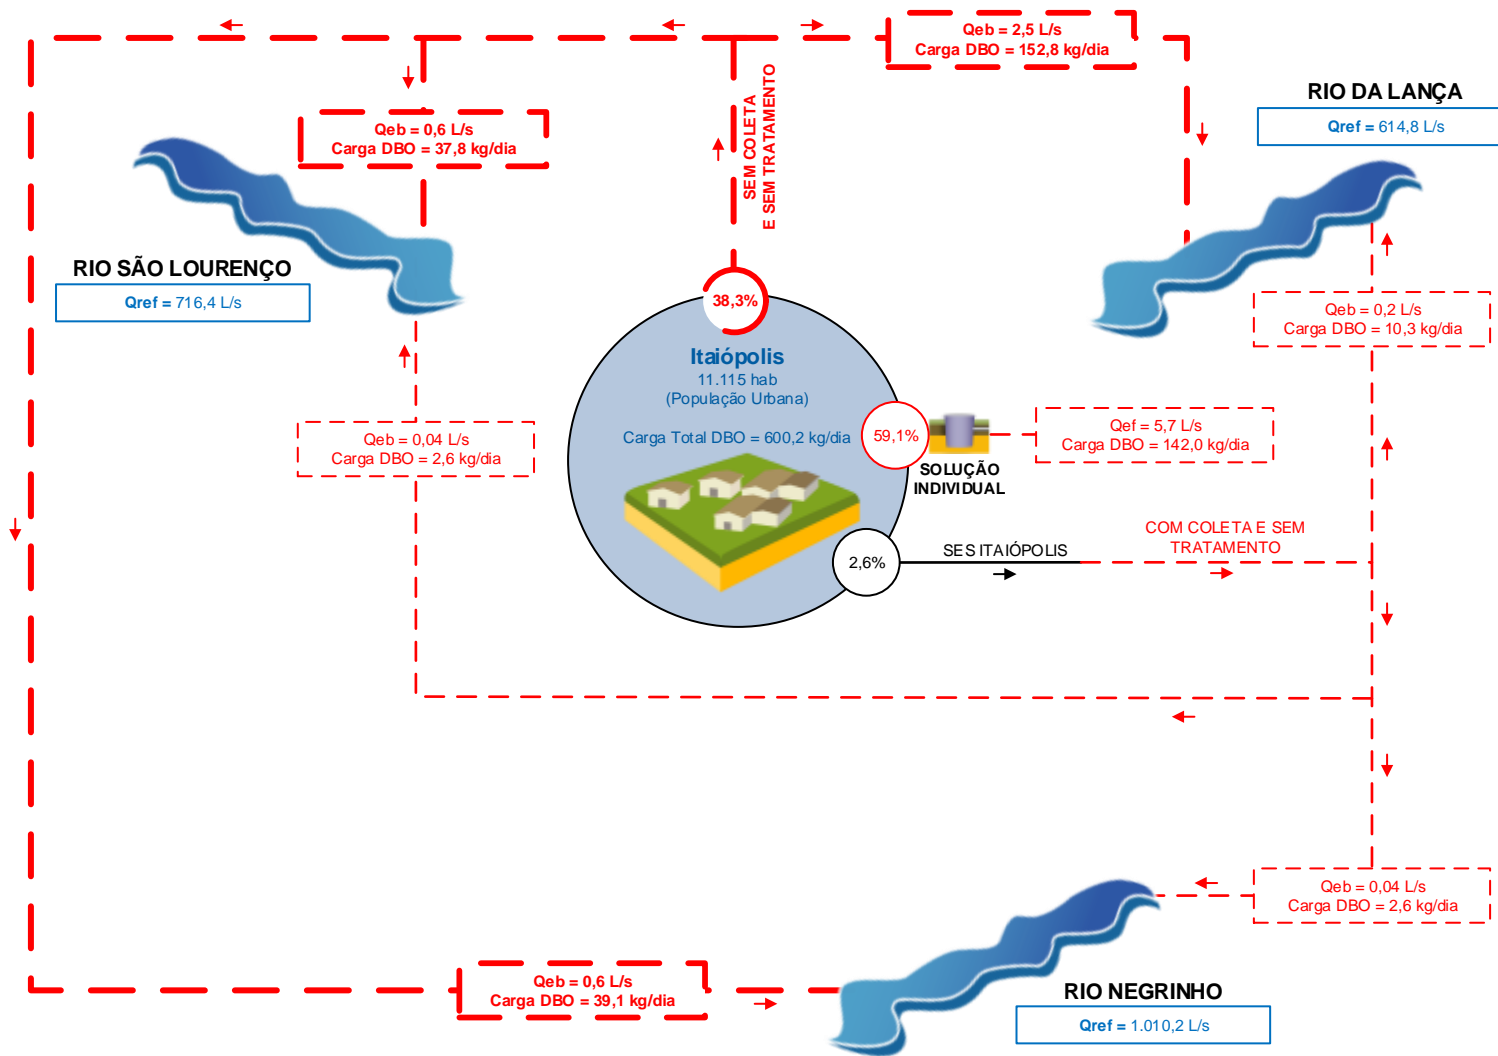 Qeb = 2,5 L/s
Carga DBO = 152,8 kg/dia
RIO DA LANÇA
Qref = 614,8 L/s
Qeb = 0,6 L/s
Carga DBO = 37,8 kg/dia
SEM COLETA
E SEM TRATAMENTO
RIO SÃO LOURENÇO
Qref = 716,4 L/s
38,3%
Qeb = 0,2 L/s
Carga DBO = 10,3 kg/dia
Itaiópolis
11.115 hab
(População Urbana)
Carga Total DBO = 600,2 kg/dia
59,1%
SOLUÇÃO
INDIVIDUAL
Qef = 5,7 L/s
Carga DBO = 142,0 kg/dia
Qeb = 0,04 L/s
Carga DBO = 2,6 kg/dia
2,6%
SES ITAIÓPOLIS
COM COLETA E SEM
TRATAMENTO
Qeb = 0,04 L/s
Carga DBO = 2,6 kg/dia
Qeb = 0,6 L/s
Carga DBO = 39,1 kg/dia
RIO NEGRINHO
Qref = 1.010,2 L/s